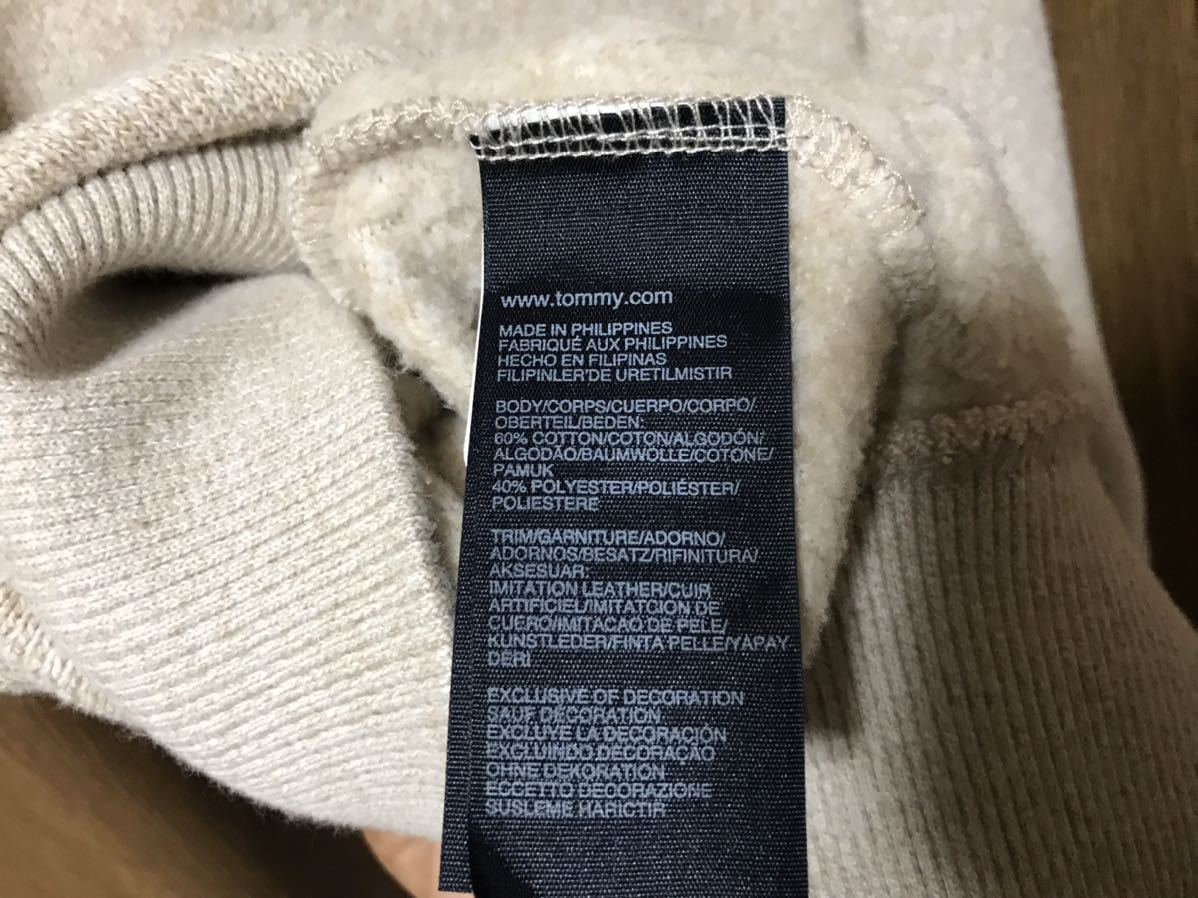 www.tommy.com
MADE IN PHILIPPINES
FABRIQUÉ AUX PHILIPPINES
HECHO EN FILIPINAS
FILIPINLER'DE URETILMISTIR
BODY/CORPS/CUERPO/CORPO/
OBERTEIL/BEDEN:
60% COTTON/COTON/ALGODÓN/
ALGODÃO/BAUMWOLLE/COTONE/
PAMUK
40% POLYESTER/POLIÉSTER/
POLIESTERE
TRIM/GARNITURE/ADORNO/
ADORNOS/BESATZ/RIFINITURA/
AKSESUAR:
IMITATION LEATHER/CUIR
ARTIFICIEL/IMITATCION DE
CUERO/IMITACAO DE PELE/
KUNSTLEDER/FINTA PELLE/YAPAY
DERI
EXCLUSIVE OF DECORATION
SAUF DÉCORATION
EXCLUYE LA DECORACIÓN
EXCLUINDO DECORAÇÃO
OHNE DEKORATION
ECCETTO DECORAZIONE
SUSLEME HARICTIR